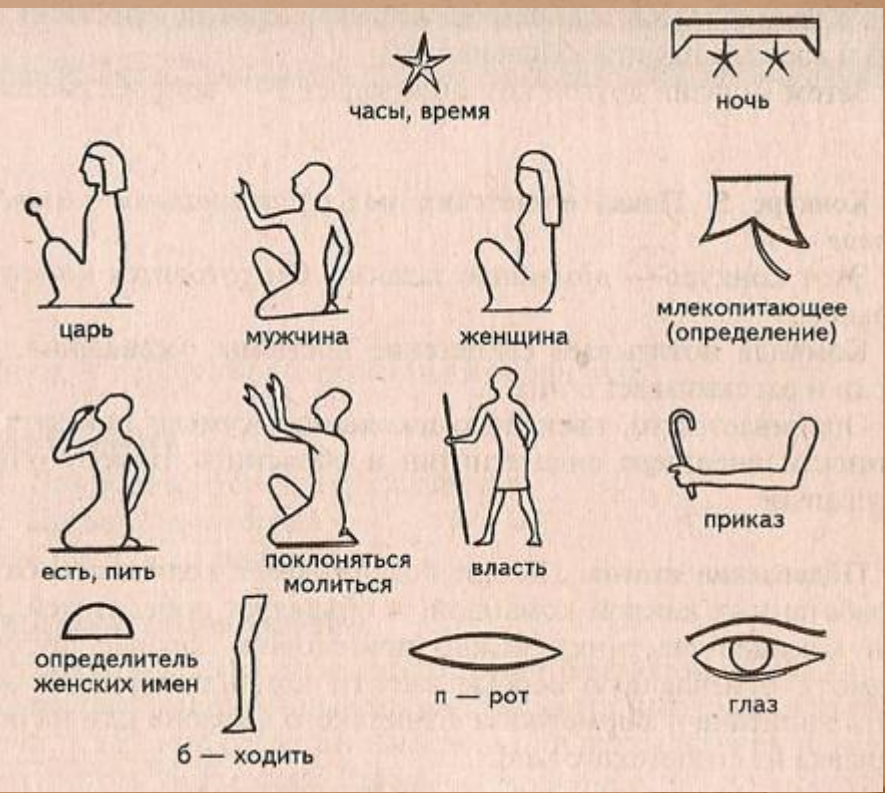 часы, время
ночь
царь
мужчина
женщина
млекопитающее
(определение)
есть, пить
поклоняться
молиться
власть
приказ
определитель
женских имен
п — рот
глаз
б — ходить